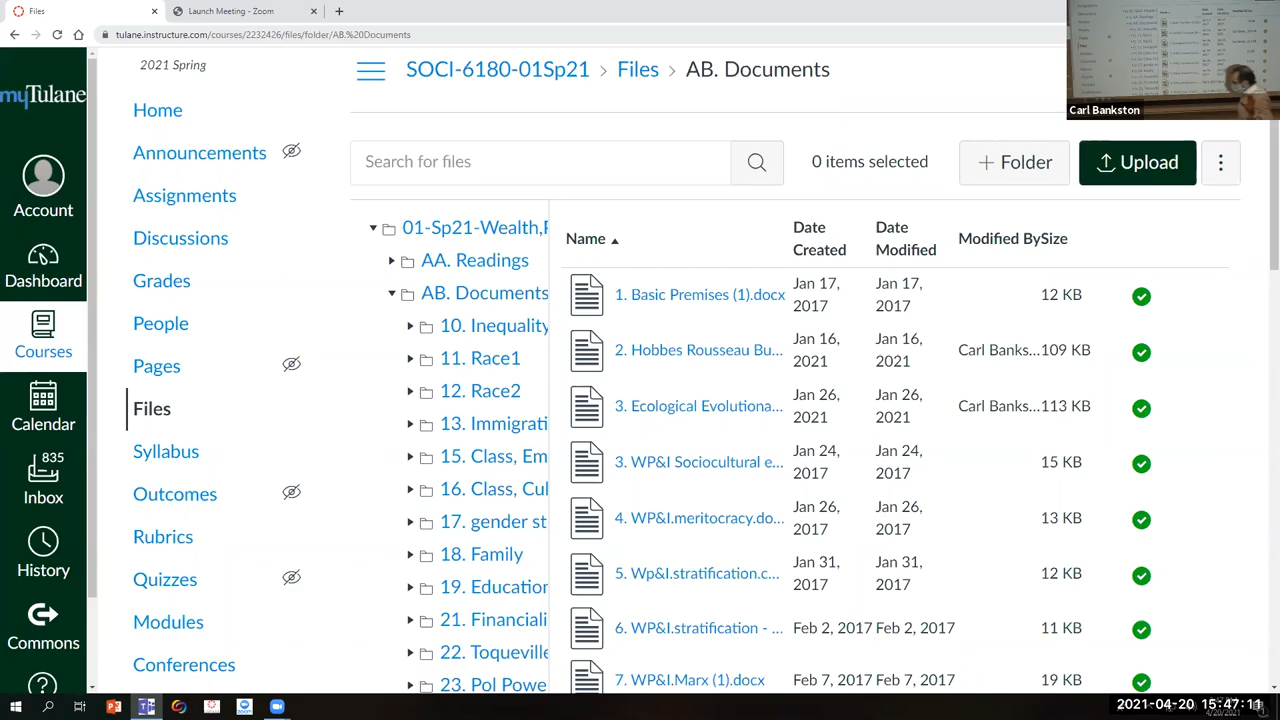 Files
Launch Meeting - Zoom
tulane.instructure.com/courses/2232426/files/folder/AB.%20Documents
Carl Bankston
myTulane
Account
Dashboard
Courses
Calendar
835
Inbox
History
Commons
2021 Spring
Home
Announcements
Assignments
Discussions
Grades
People
Pages
Files
Syllabus
Outcomes
Rubrics
Quizzes
Modules
Conferences
SOCI-6180-01Sp21 > Files > AB. Documents
Search for files
0 items selected
+ Folder
Upload
01-Sp21-Wealth,
AA. Readings
AB. Documents
10. Inequality
11. Race1
12. Race2
13. Immigrati
15. Class, Em
16. Class, Cul
17. gender st
18. Family
19. Education
21. Financiali
22. Toqueville
23. Pol Powe
Name Date Created Date Modified Modified By Size
1. Basic Premises (1).docx Jan 17, 2017 Jan 17, 2017 12 KB
2. Hobbes Rousseau Bu... Jan 16, 2021 Jan 16, 2021 Carl Banks... 109 KB
3. Ecological Evolutiona... Jan 26, 2021 Jan 26, 2021 Carl Banks... 113 KB
3. WP&I Sociocultural e... Jan 24, 2017 Jan 24, 2017 15 KB
4. WP&I.meritocracy.do... Jan 26, 2017 Jan 26, 2017 13 KB
5. Wp&I.stratification.c... Jan 31, 2017 Jan 31, 2017 12 KB
6. WP&I.stratification - ... Feb 2, 2017 Feb 2, 2017 11 KB
7. WP&I.Marx (1).docx Feb 7, 2017 Feb 7, 2017 19 KB
2021-04-20 15:47:11